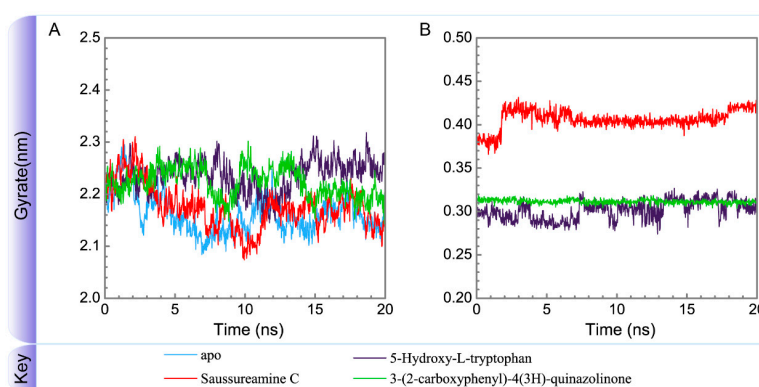 A
B
Gyrate(nm)
2.5
2.4
2.3
2.2
2.1
2.0
0 5 10 15 20
Time (ns)
0.50
0.45
0.40
0.35
0.30
0.25
0.20
0 5 10 15 20
Time (ns)
Key
apo
5-Hydroxy-L-tryptophan
Saussureamine C
3-(2-carboxyphenyl)-4(3H)-quinazolinone